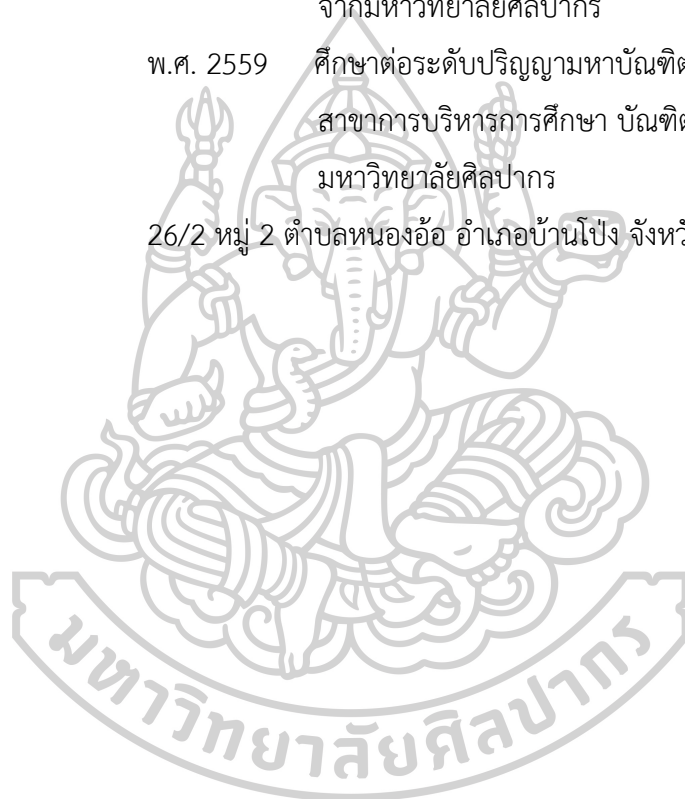 จากมหาวิทยาลัยศิลปากร
พ.ศ. 2559 ศึกษาต่อระดับปริญญามหาบัณฑิต
สาขาการบริหารการศึกษา บัณฑิต
มหาวิทยาลัยศิลปากร
26/2 หมู่ 2 ตำบลหนองอ้อ อำเภอบ้านโป่ง จังหวั
มหาวิทยาลัยศิลปากร